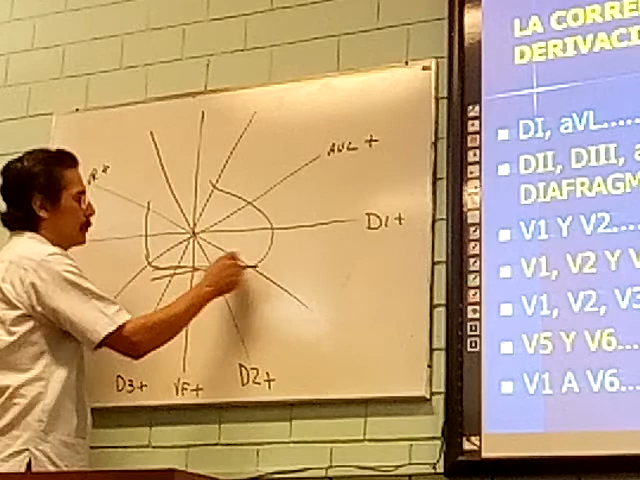 AVL +
D1+
D3+
VF+
D2+
LA CORRE
DERIVACI
DI, aVL.....
DII, DIII, a
DIAFRAGM
V1 Y V2....
V1, V2 Y V
V1, V2, V3
V5 Y V6...
V1 A V6...